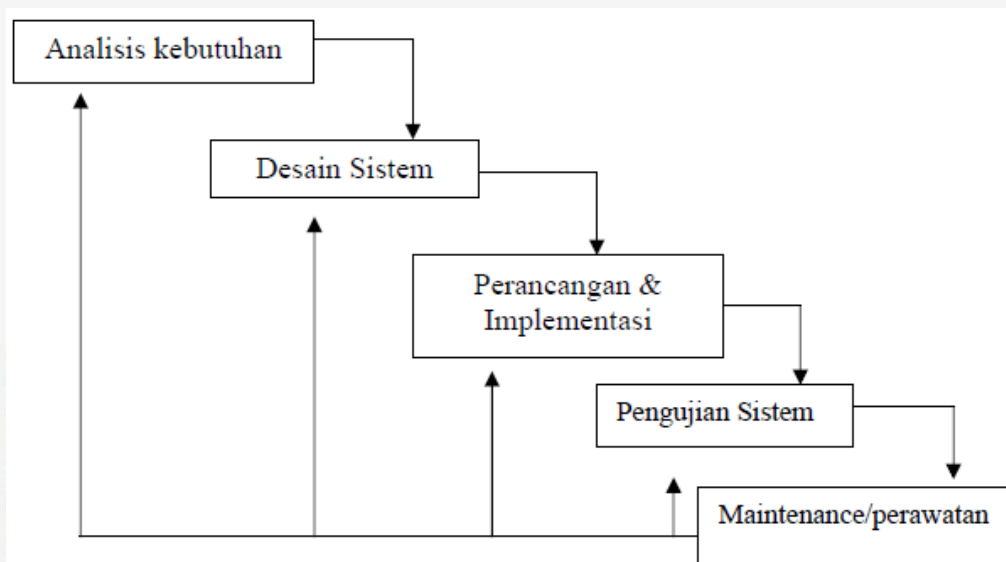 Analisis kebutuhan
Desain Sistem
Perancangan &
Implementasi
Pengujian Sistem
Maintenance/perawatan